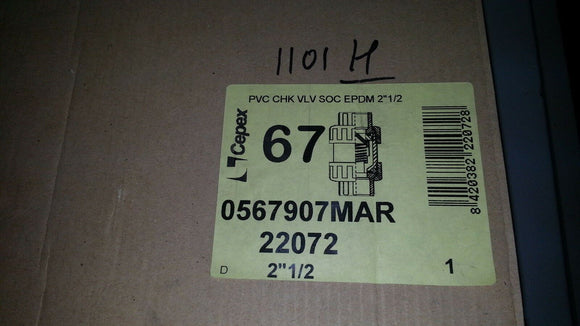 1101 H
PVC CHK VLV SOC EPDM 2"1/2
Cepex
67
8 420382 220728
0567907MAR
22072
D
2"1/2
1